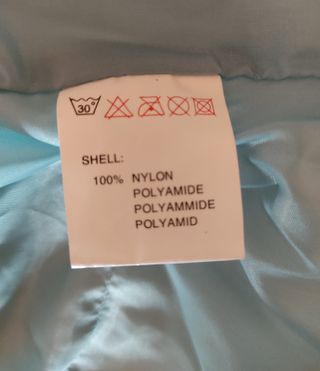 30°
SHELL:
100% NYLON
POLYAMIDE
POLYAMMIDE
POLYAMID